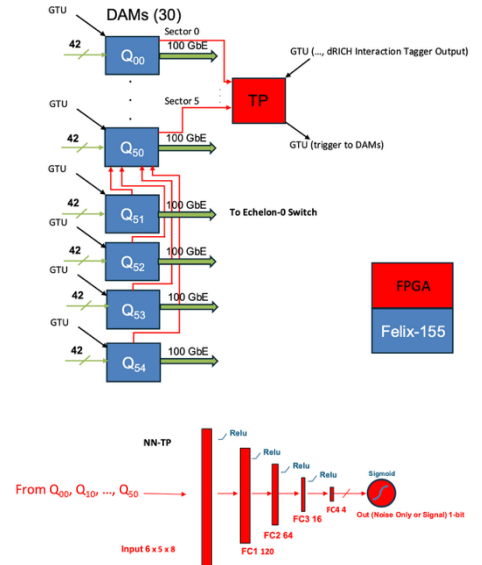 GTU
DAMs (30)
Sector 0
42
Q00
100 GbE
GTU (..., dRICH Interaction Tagger Output)
GTU
TP
Sector 5
42
Q50
100 GbE
GTU (trigger to DAMs)
GTU
42
Q51
100 GbE
To Echelon-0 Switch
GTU
42
Q52
100 GbE
GTU
42
Q53
100 GbE
GTU
42
Q54
100 GbE
FPGA
Felix-155
NN-TP
Relu
Relu
Relu
Relu
Sigmoid
From Q00, Q10, ..., Q50
FC4 4
FC3 16
Out (Noise Only or Signal) 1-bit
FC2 64
Input 6 x 5 x 8
FC1 120